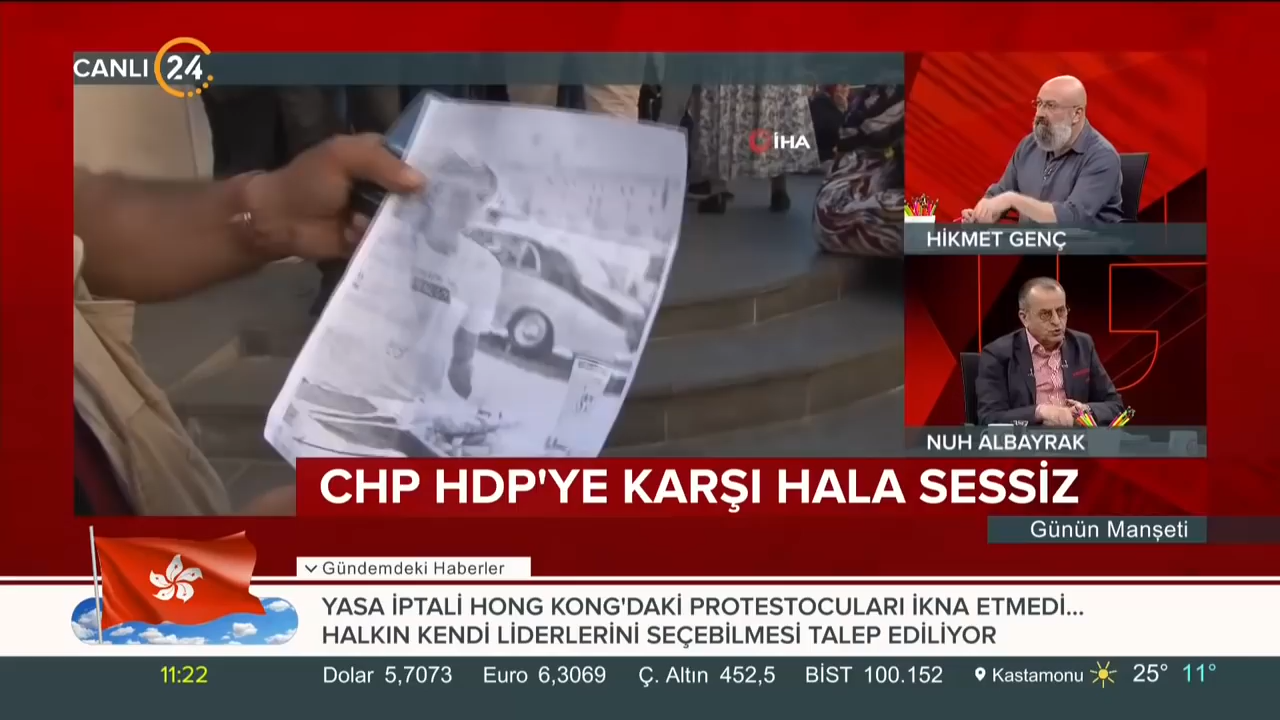 CANLI 24
İHA
HİKMET GENÇ
NUH ALBAYRAK
CHP HDP'YE KARŞI HALA SESSİZ
Günün Manşeti
Gündemdeki Haberler
YASA İPTALİ HONG KONG'DAKİ PROTESTOCULARI İKNA ETMEDİ...
HALKIN KENDİ LİDERLERİNİ SEÇEBİLMESİ TALEP EDİLİYOR
11:22 Dolar 5,7073 Euro 6,3069 Ç. Altın 452,5 BİST 100.152 Kastamonu 25° 11°